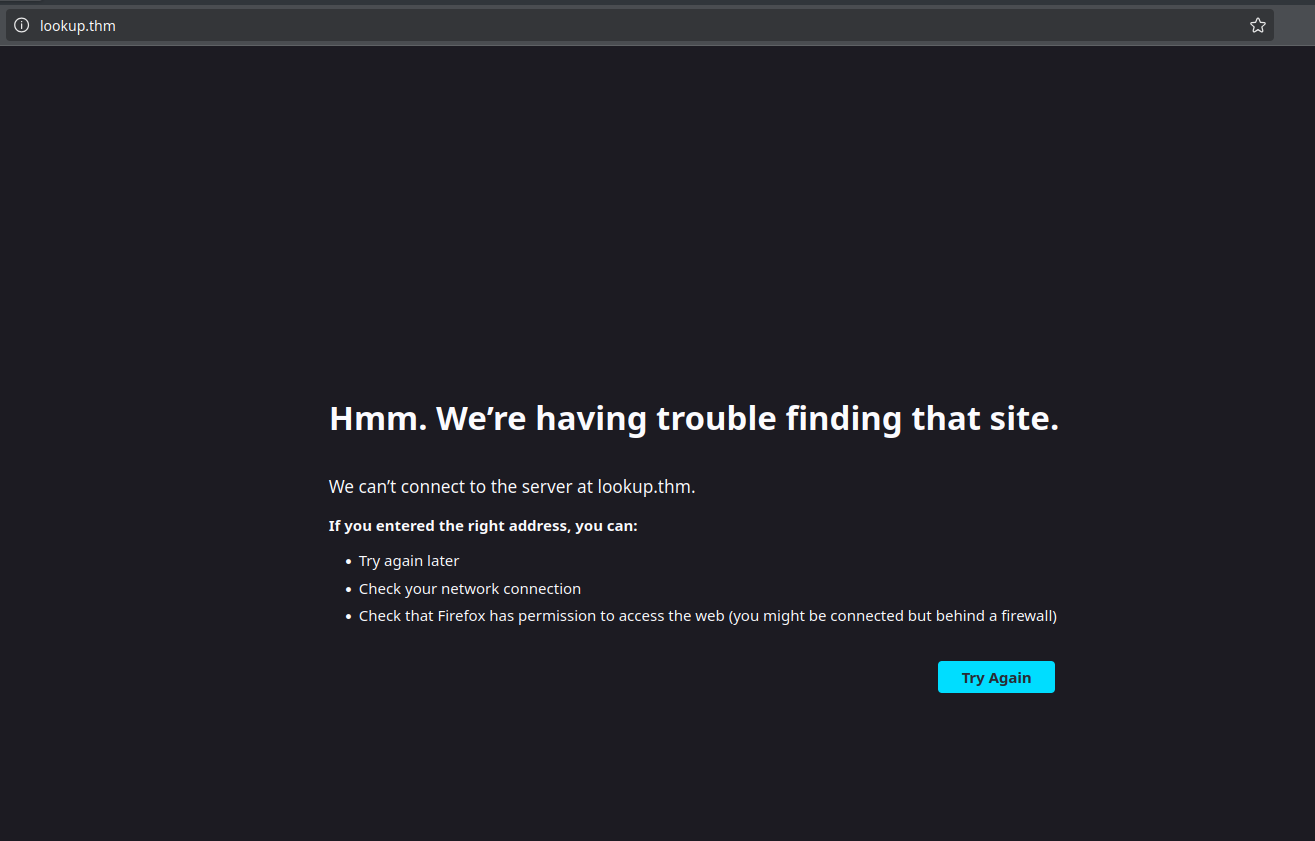 lookup.thm
Hmm. We’re having trouble finding that site.
We can’t connect to the server at lookup.thm.
If you entered the right address, you can:
• Try again later
• Check your network connection
• Check that Firefox has permission to access the web (you might be connected but behind a firewall)
Try Again